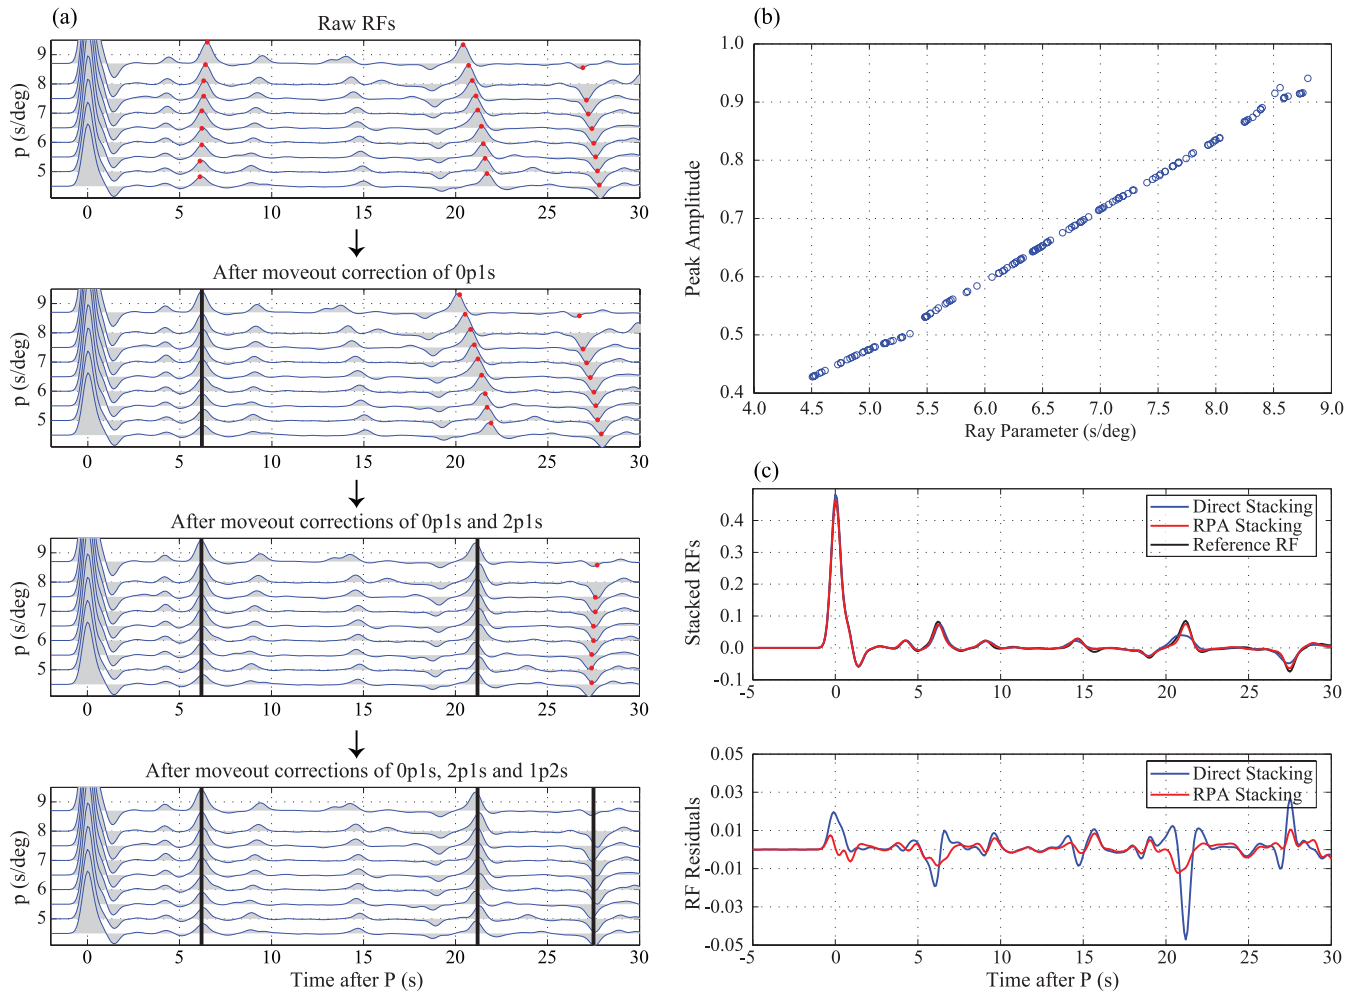 (a)
Raw RFs
9
8
7
6
5
p (s/deg)
0 5 10 15 20 25 30
After moveout correction of 0p1s
9
8
7
6
5
p (s/deg)
0 5 10 15 20 25 30
After moveout corrections of 0p1s and 2p1s
9
8
7
6
5
p (s/deg)
0 5 10 15 20 25 30
After moveout corrections of 0p1s, 2p1s and 1p2s
9
8
7
6
5
p (s/deg)
0 5 10 15 20 25 30
Time after P (s)
(b)
1.0
0.9
0.8
0.7
0.6
0.5
0.4
Peak Amplitude
4.0 4.5 5.0 5.5 6.0 6.5 7.0 7.5 8.0 8.5 9.0
Ray Parameter (s/deg)
(c)
Direct Stacking
RPA Stacking
Reference RF
0.4
0.3
0.2
0.1
0.0
-0.1
Stacked RFs
-5 0 5 10 15 20 25 30
Direct Stacking
RPA Stacking
0.05
0.03
0.01
-0.01
-0.03
-0.05
RF Residuals
-5 0 5 10 15 20 25 30
Time after P (s)